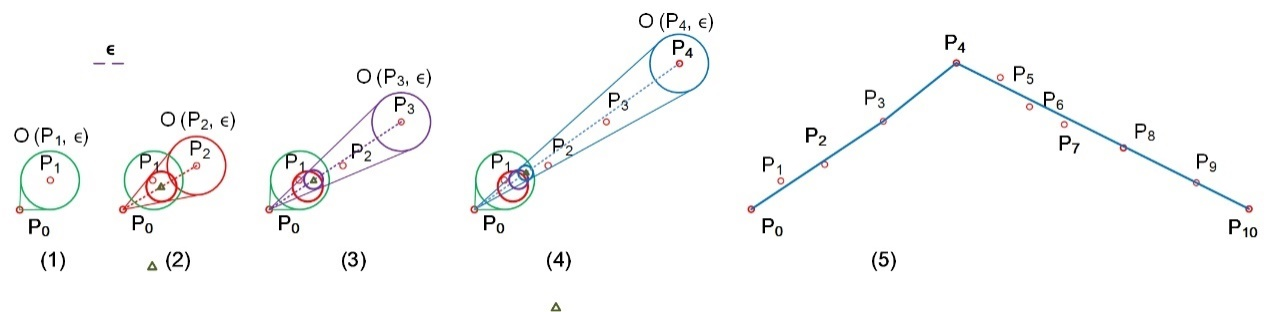 ϵ
O (P₁, ϵ)
P₁
P₀
(1)
O (P₂, ϵ)
P₁
P₂
P₀
(2)
O (P₃, ϵ)
P₃
P₂
P₁
P₀
(3)
O (P₄, ϵ)
P₄
P₃
P₂
P₁
P₀
(4)
P₄
P₅
P₃
P₆
P₂
P₇
P₈
P₁
P₉
P₀
P₁₀
(5)